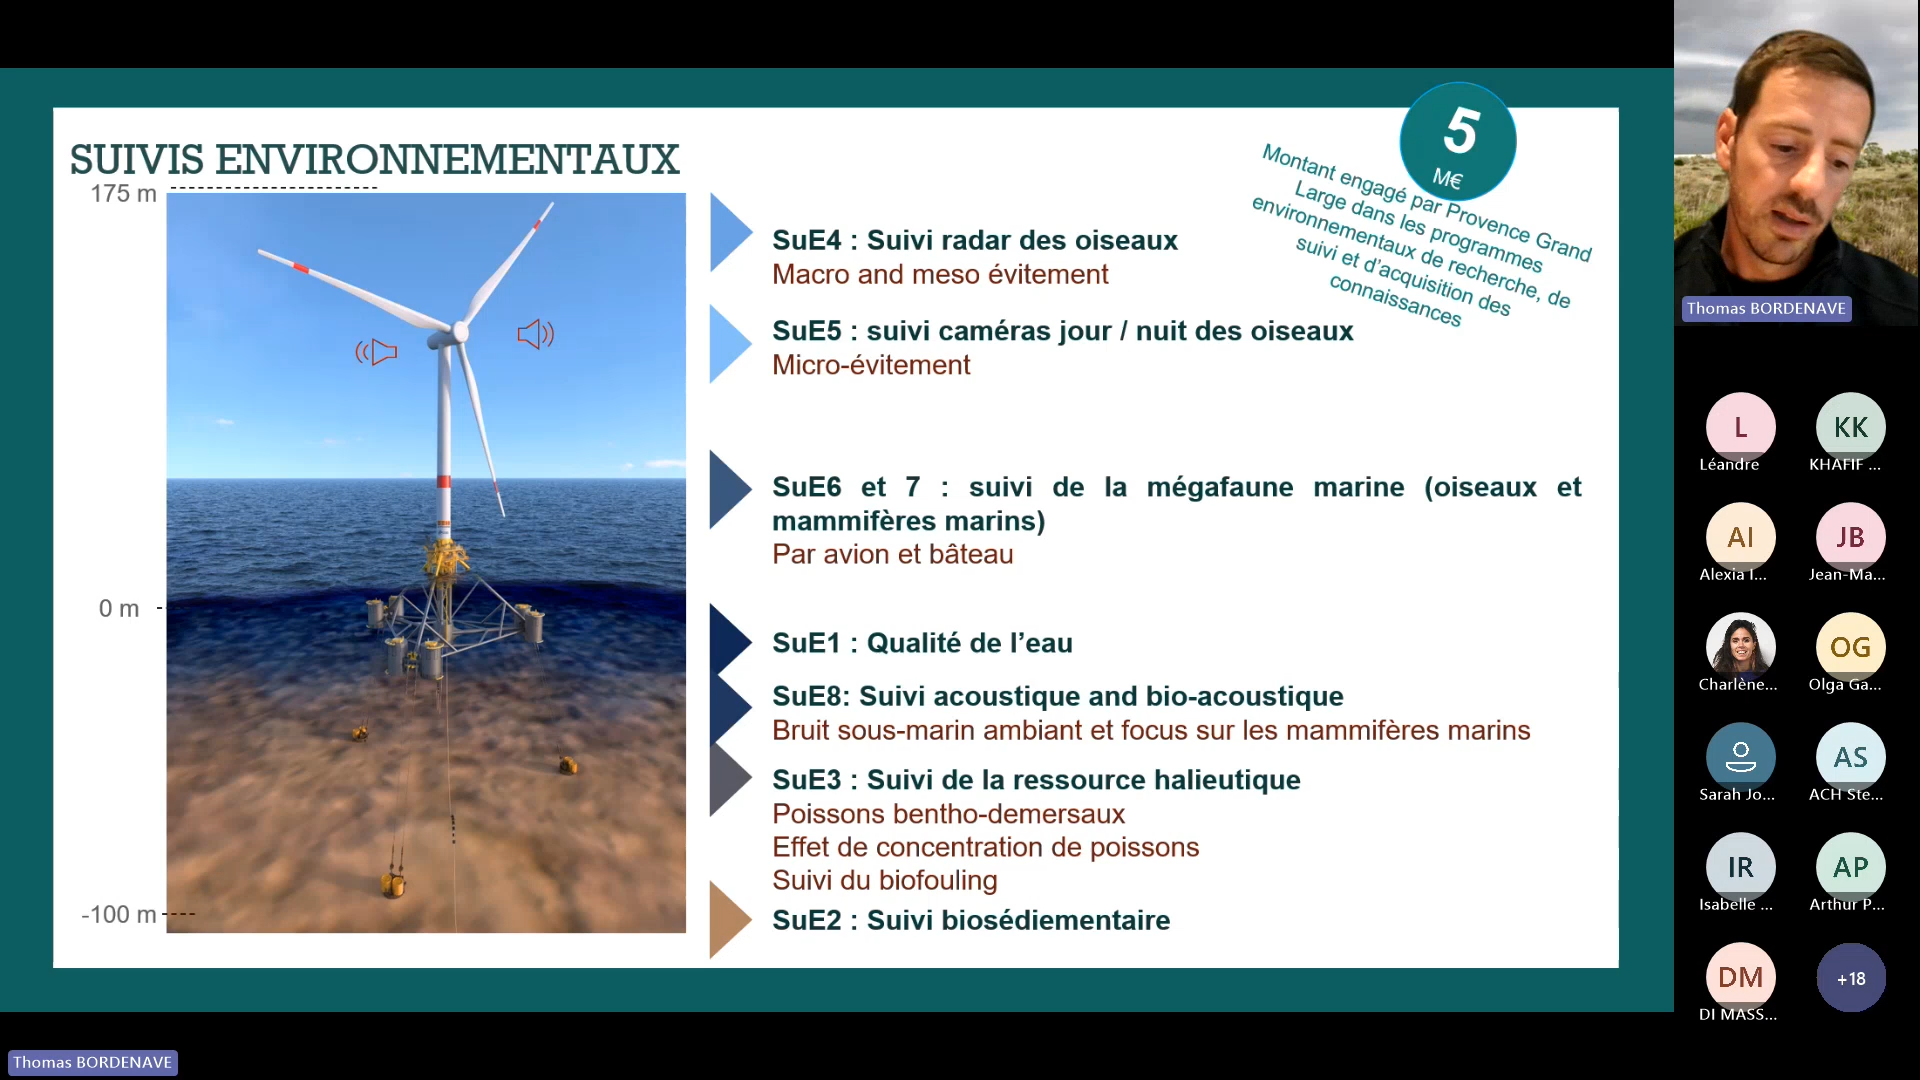 SUIVIS ENVIRONNEMENTAUX
175 m
0 m
-100 m
5
M€
Montant engagé par Provence Grand
Large dans les programmes
environnementaux de recherche, de
suivi et d'acquisition des
connaissances
SuE4 : Suivi radar des oiseaux
Macro and meso évitement
SuE5 : suivi caméras jour / nuit des oiseaux
Micro-évitement
SuE6 et 7 : suivi de la mégafaune marine (oiseaux et
mammifères marins)
Par avion et bâteau
SuE1 : Qualité de l’eau
SuE8: Suivi acoustique and bio-acoustique
Bruit sous-marin ambiant et focus sur les mammifères marins
SuE3 : Suivi de la ressource halieutique
Poissons bentho-demersaux
Effet de concentration de poissons
Suivi du biofouling
SuE2 : Suivi biosédiementaire
Thomas BORDENAVE
L
Léandre
KK
KHAFIF ...
AI
Alexia I...
JB
Jean-Ma...
Charlène...
OG
Olga Ga...
Sarah Jo...
AS
ACH Ste...
IR
Isabelle ...
AP
Arthur P...
DM
DI MASS...
+18
Thomas BORDENAVE